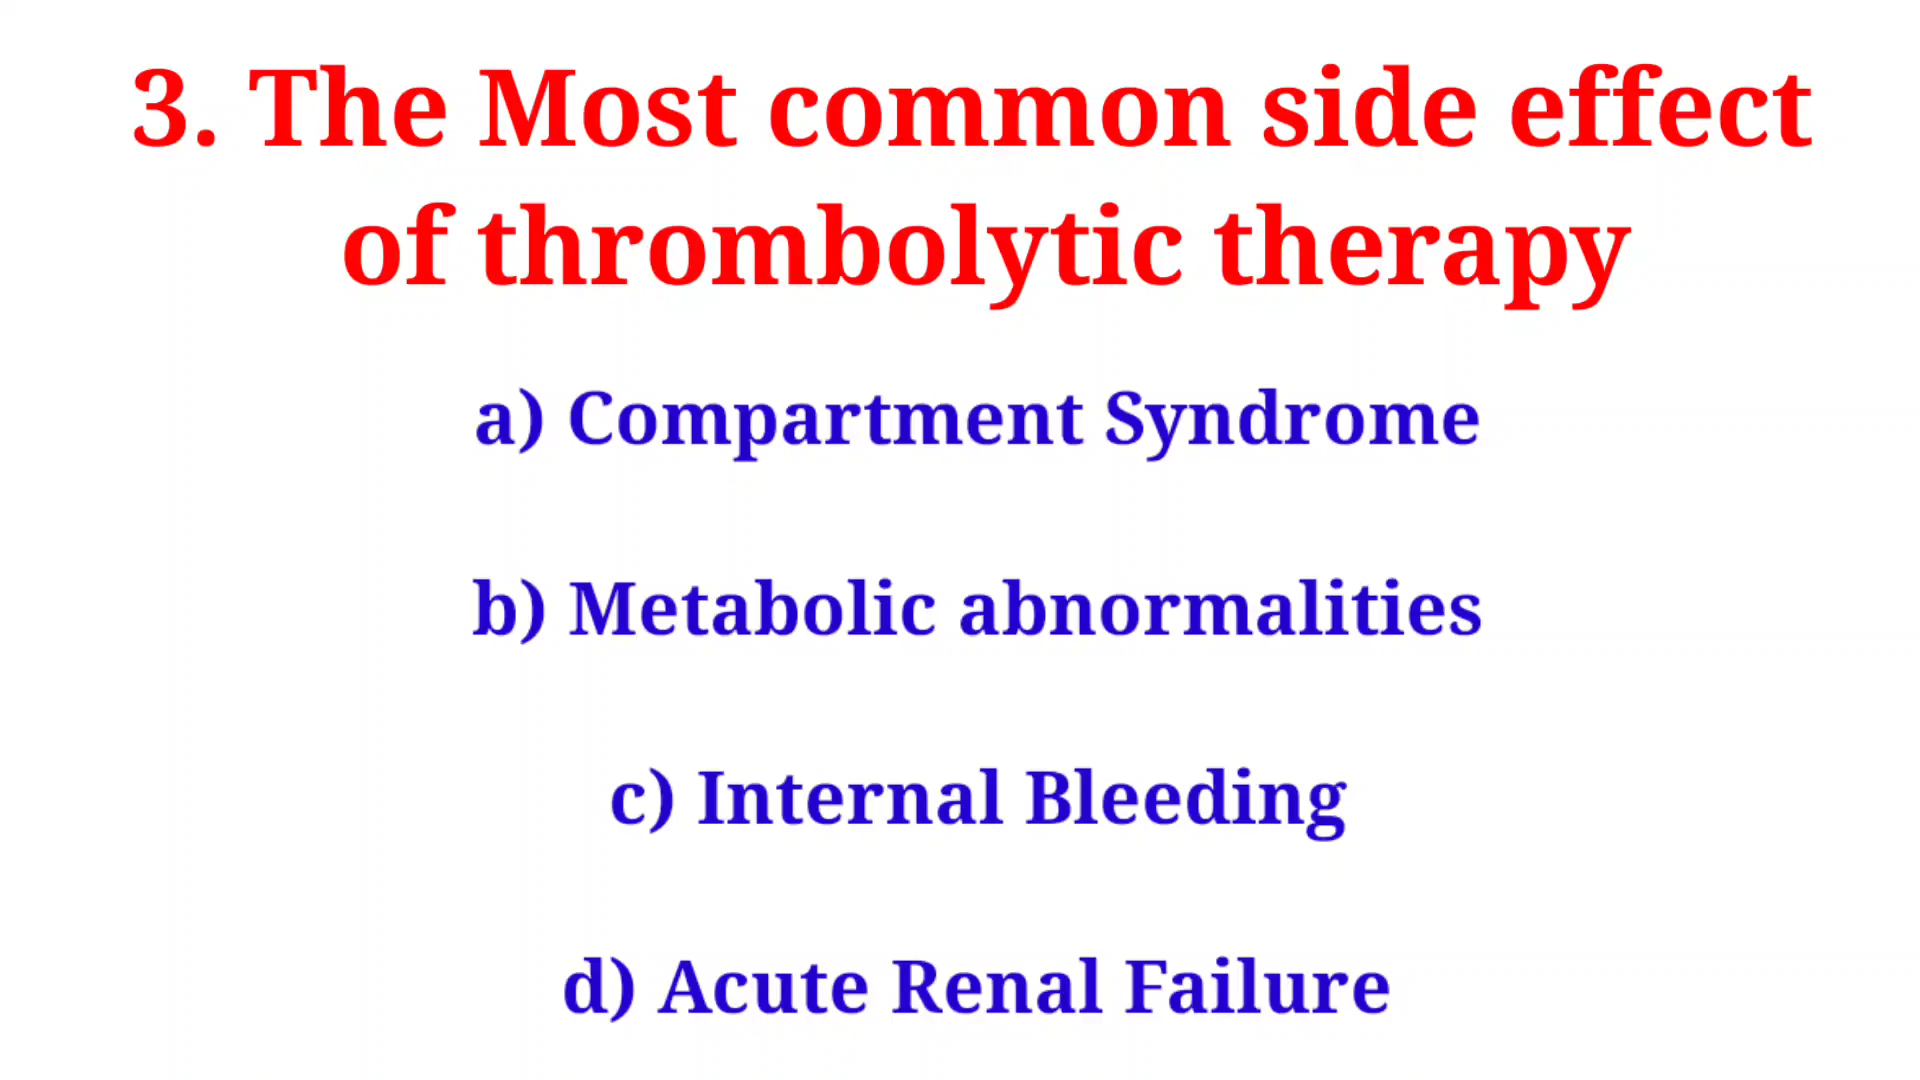 3. The Most common side effect
of thrombolytic therapy
a) Compartment Syndrome
b) Metabolic abnormalities
c) Internal Bleeding
d) Acute Renal Failure